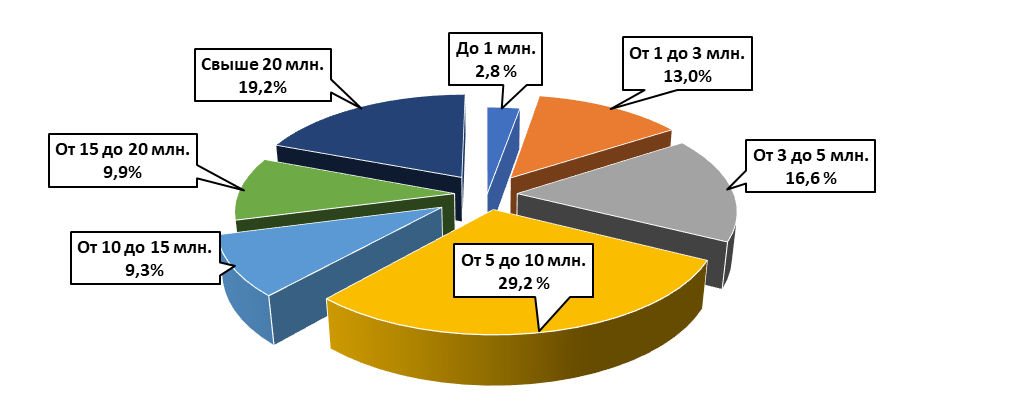 До 1 млн.
2,8 %
От 1 до 3 млн.
13,0%
От 3 до 5 млн.
16,6 %
От 5 до 10 млн.
29,2 %
От 10 до 15 млн.
9,3%
От 15 до 20 млн.
9,9%
Свыше 20 млн.
19,2%